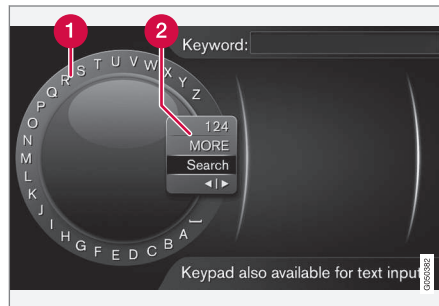 1 2
Keyword:
A B C D E F G H I J K L M N O P Q R S T U V W X Y Z
124
MORE
Search
◄|►
Keypad also available for text input
G050382